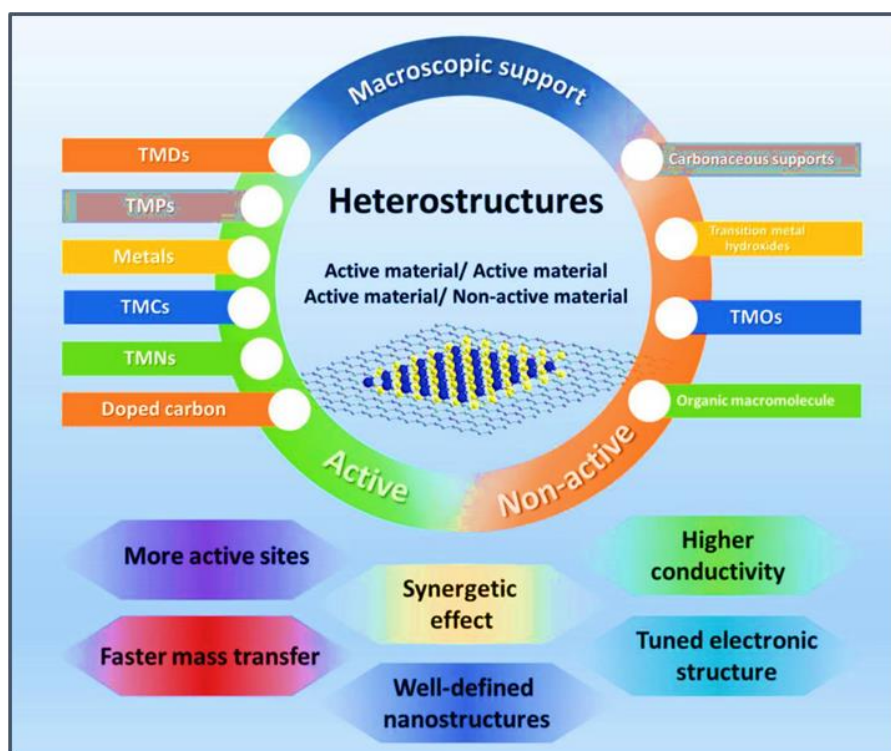 Macroscopic support
TMDs
TMPs
Metals
TMCs
TMNs
Doped carbon
Carbonaceous supports
Transition metal
hydroxides
TMOs
Organic macromolecule
Heterostructures
Active material/ Active material
Active material/ Non-active material
Active
Non-active
More active sites
Faster mass transfer
Synergetic
effect
Well-defined
nanostructures
Higher
conductivity
Tuned electronic
structure